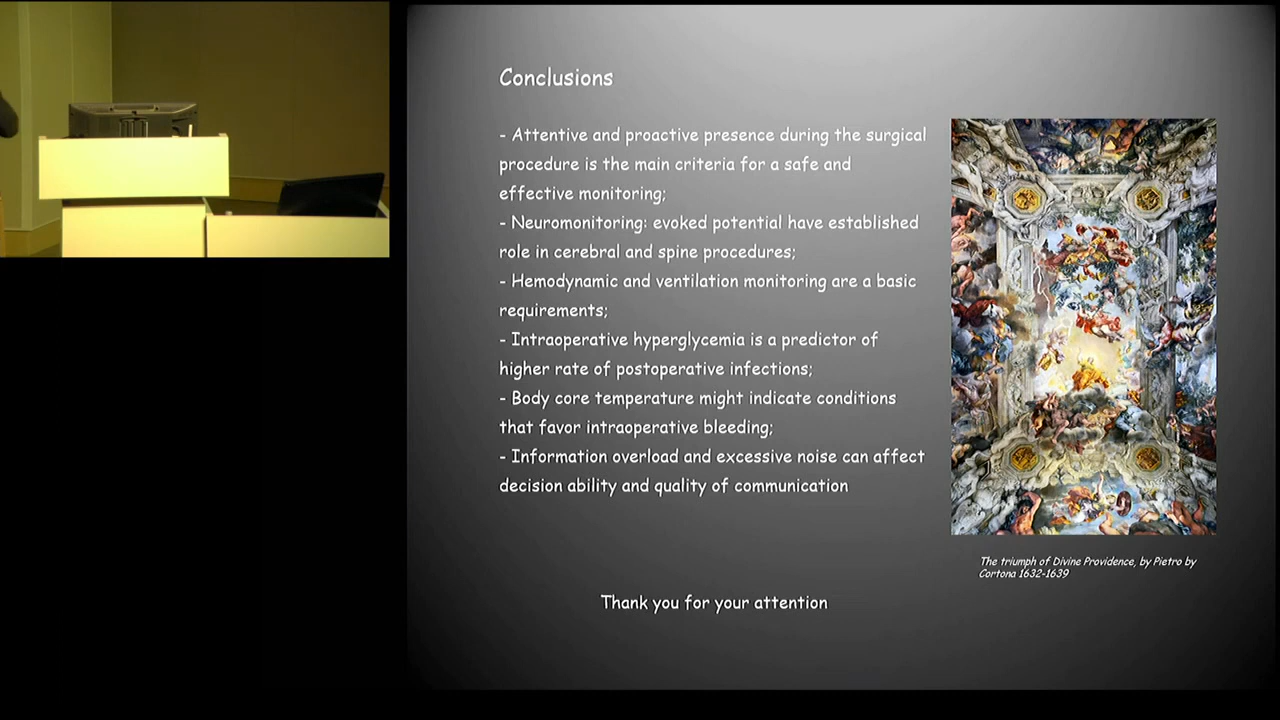 Conclusions
- Attentive and proactive presence during the surgical
procedure is the main criteria for a safe and
effective monitoring;
- Neuromonitoring: evoked potential have established
role in cerebral and spine procedures;
- Hemodynamic and ventilation monitoring are a basic
requirements;
- Intraoperative hyperglycemia is a predictor of
higher rate of postoperative infections;
- Body core temperature might indicate conditions
that favor intraoperative bleeding;
- Information overload and excessive noise can affect
decision ability and quality of communication
The triumph of Divine Providence, by Pietro by
Cortona 1632-1639
Thank you for your attention